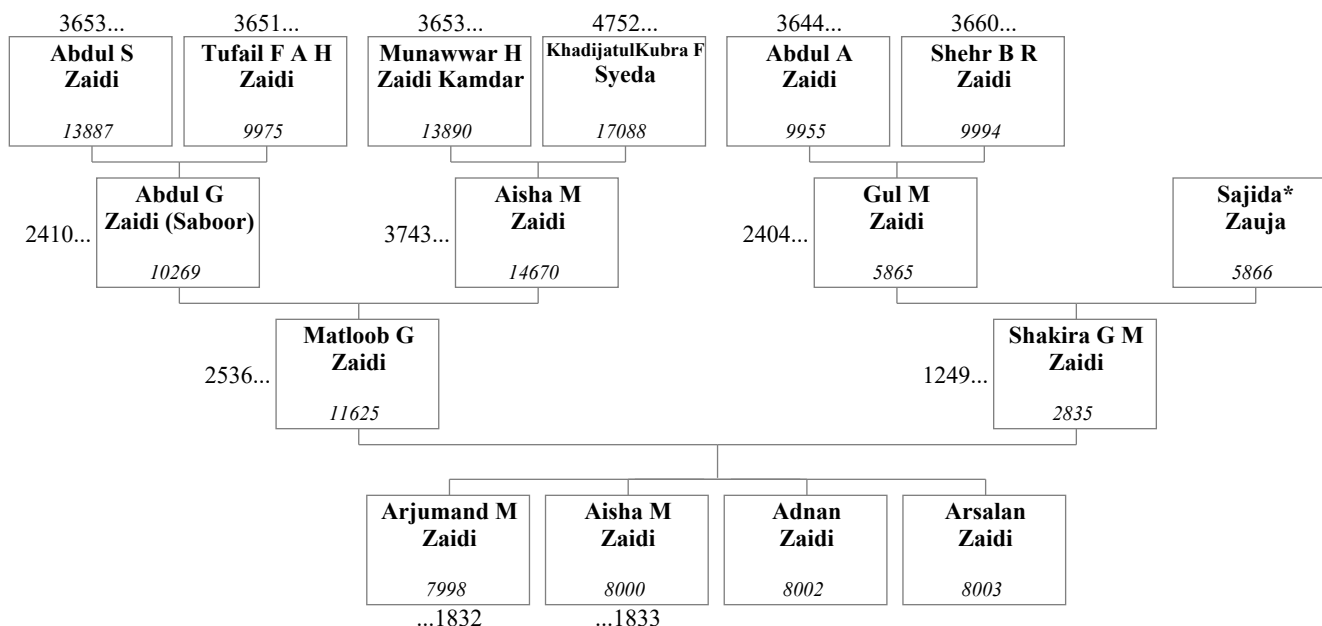 3653... 3651... 3653... 4752... 3644... 3660...
Abdul S Tufail F A H Munawwar H KhadijatulKubra F Abdul A Shehr B R
Zaidi Zaidi Zaidi Kamdar Syeda Zaidi Zaidi
13887 9975 13890 17088 9955 9994
Abdul G Aisha M Gul M Sajida*
Zaidi (Saboor) Zaidi Zaidi Zauja
2410... 3743... 2404...
10269 14670 5865 5866
Matloob G Shakira G M
Zaidi Zaidi
2536... 1249...
11625 2835
Arjumand M Aisha M Adnan Arsalan
Zaidi Zaidi Zaidi Zaidi
7998 8000 8002 8003
...1832 ...1833